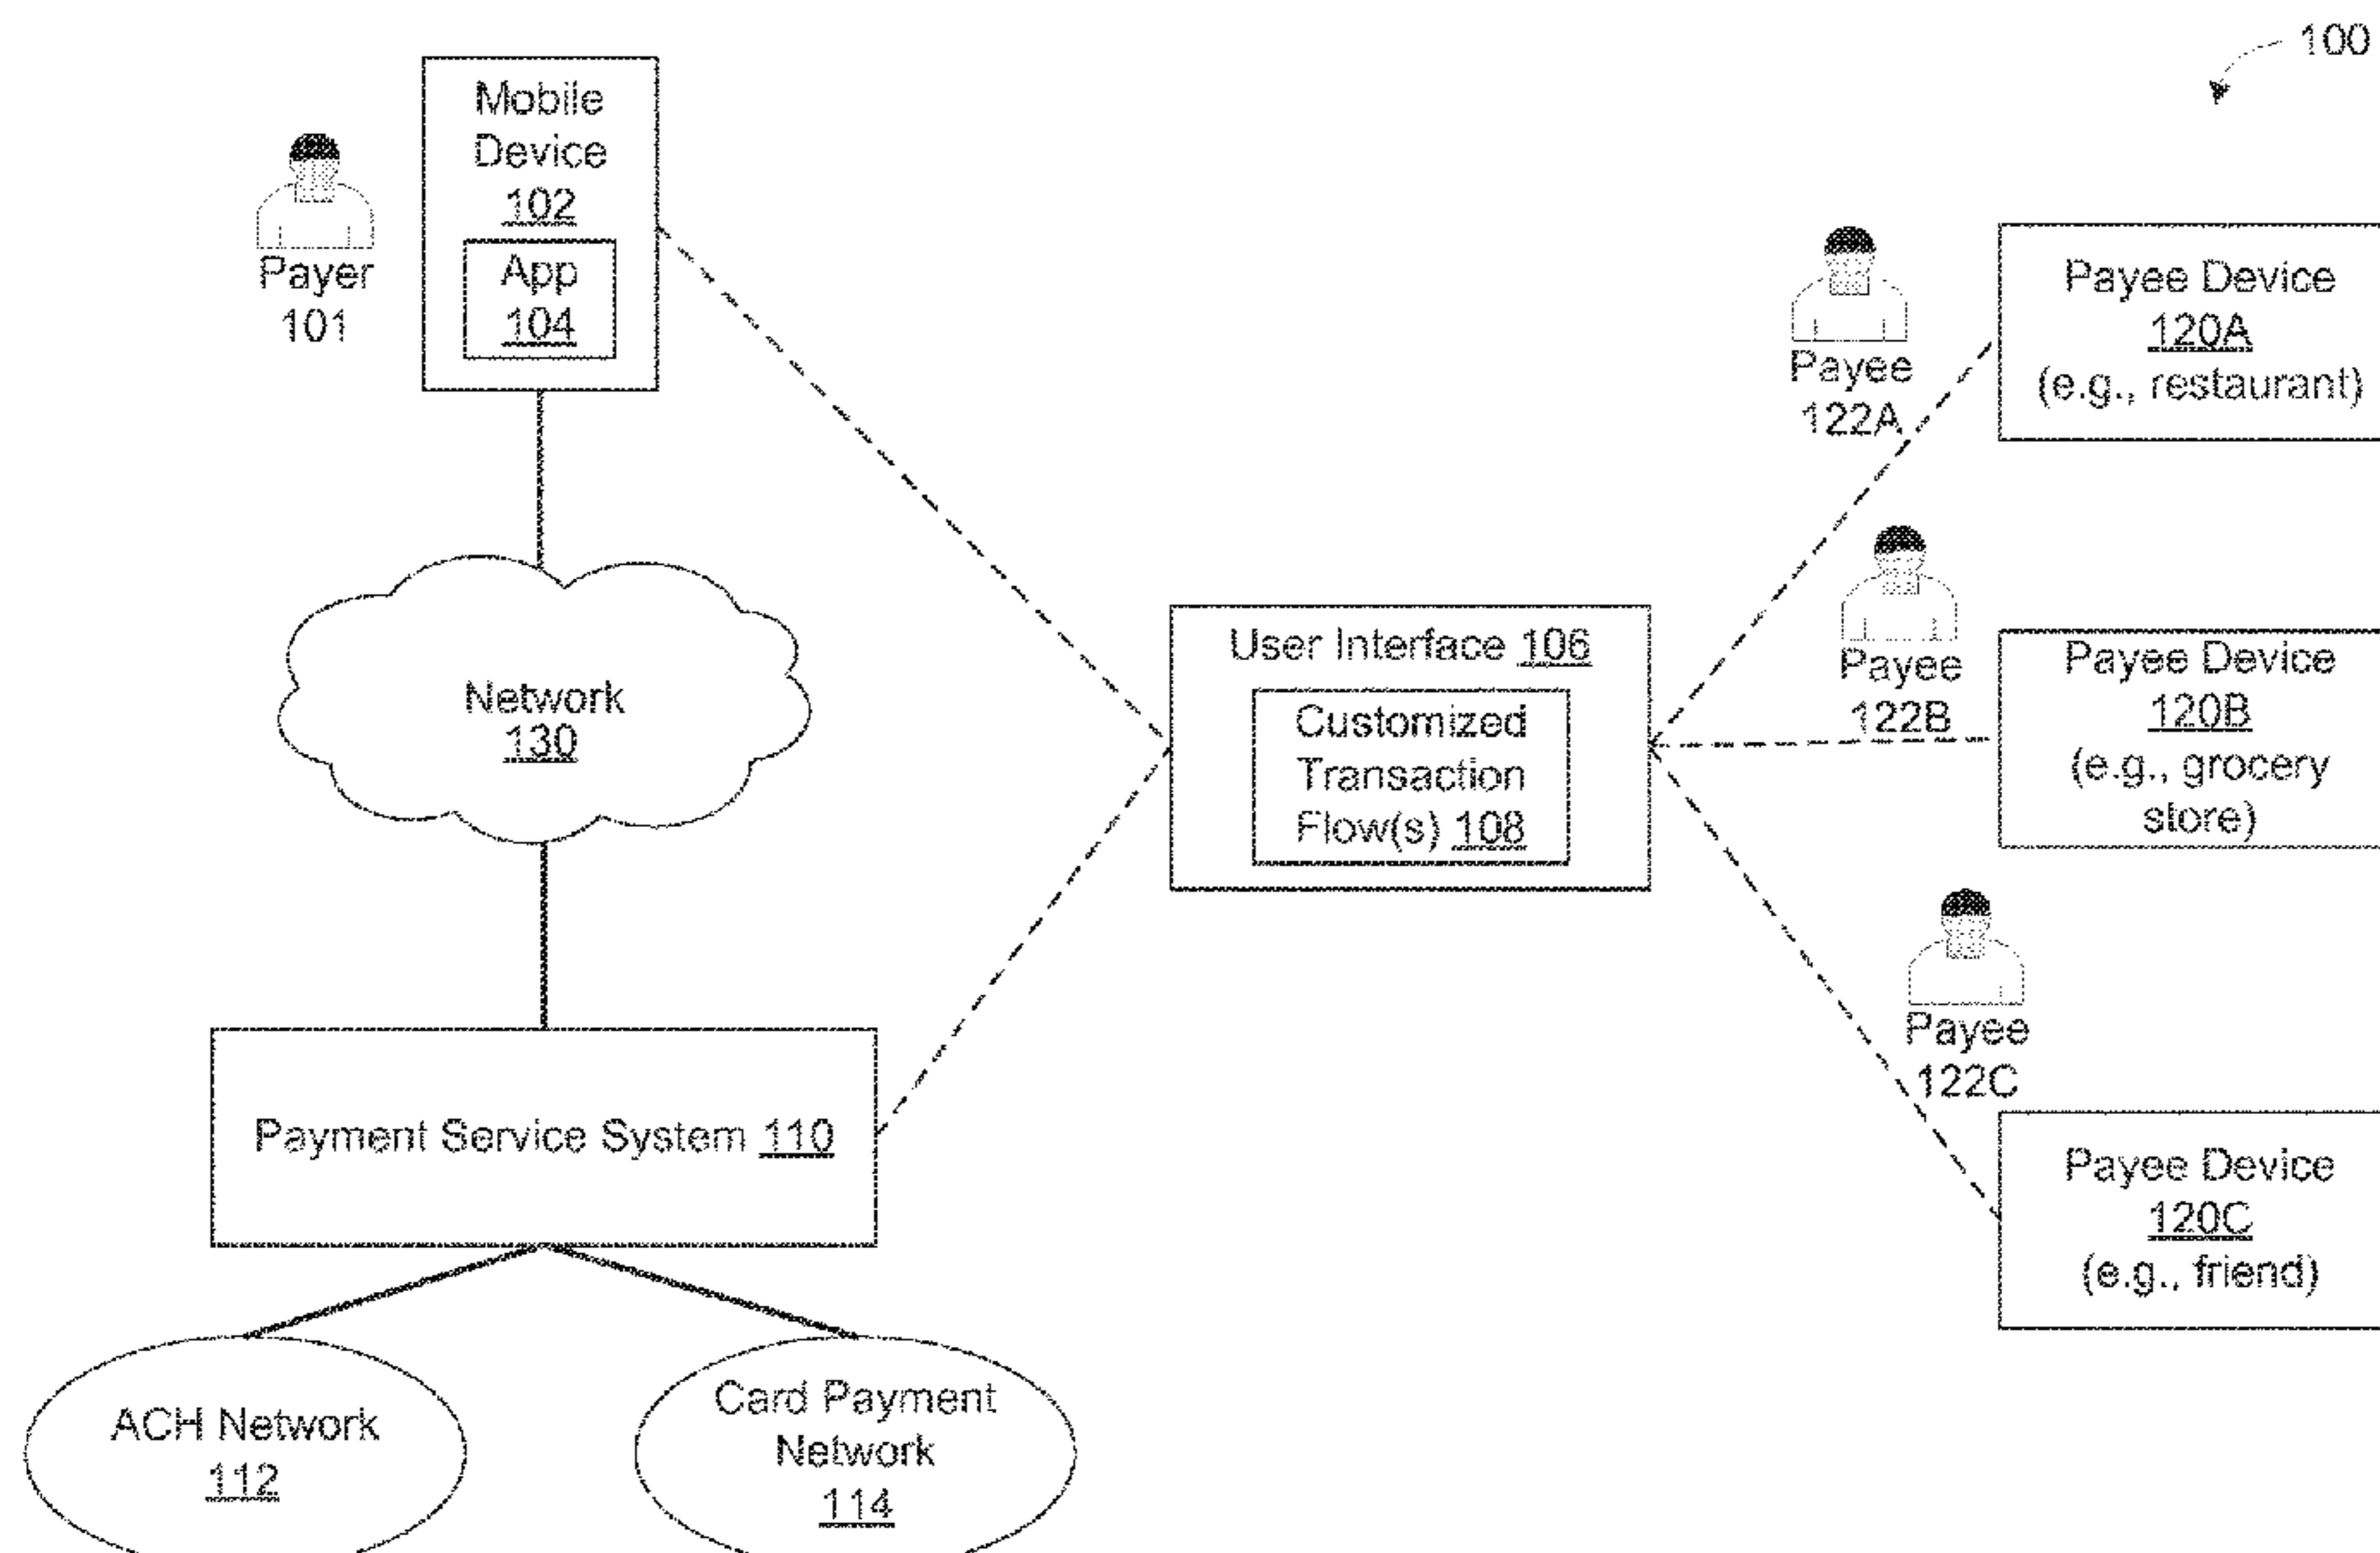 100
Mobile
Device
102
App
104
Payer
101
Payee
122A
Payee Device
120A
(e.g., restaurant)
Network
130
User Interface 106
Customized
Transaction
Flow(s) 108
Payee
122B
Payee Device
120B
(e.g., grocery
store)
Payee
122C
Payment Service System 110
Payee Device
120C
(e.g., friend)
ACH Network
112
Card Payment
Network
114